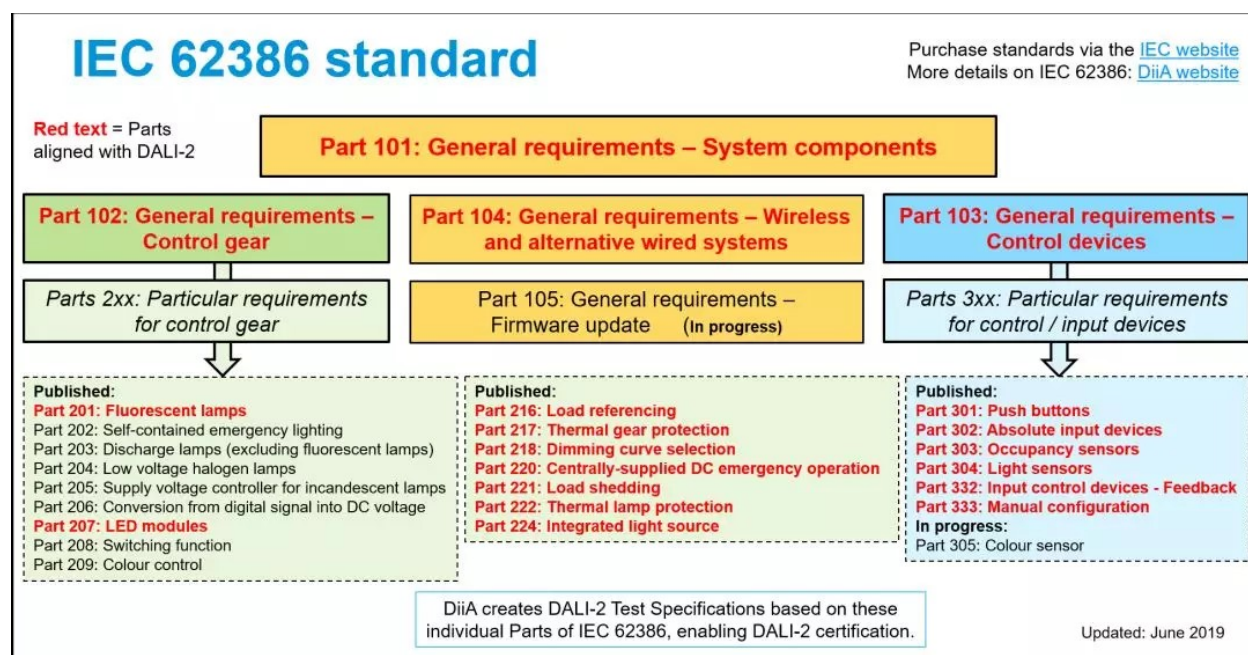 IEC 62386 standard
Purchase standards via the IEC website
More details on IEC 62386: DiiA website
Red text = Parts
aligned with DALI-2
Part 101: General requirements – System components
Part 102: General requirements –
Control gear
Part 104: General requirements – Wireless
and alternative wired systems
Part 103: General requirements –
Control devices
Parts 2xx: Particular requirements
for control gear
Part 105: General requirements –
Firmware update (In progress)
Parts 3xx: Particular requirements
for control / input devices
Published:
Part 201: Fluorescent lamps
Part 202: Self-contained emergency lighting
Part 203: Discharge lamps (excluding fluorescent lamps)
Part 204: Low voltage halogen lamps
Part 205: Supply voltage controller for incandescent lamps
Part 206: Conversion from digital signal into DC voltage
Part 207: LED modules
Part 208: Switching function
Part 209: Colour control
Published:
Part 216: Load referencing
Part 217: Thermal gear protection
Part 218: Dimming curve selection
Part 220: Centrally-supplied DC emergency operation
Part 221: Load shedding
Part 222: Thermal lamp protection
Part 224: Integrated light source
Published:
Part 301: Push buttons
Part 302: Absolute input devices
Part 303: Occupancy sensors
Part 304: Light sensors
Part 332: Input control devices - Feedback
Part 333: Manual configuration
In progress:
Part 305: Colour sensor
DiiA creates DALI-2 Test Specifications based on these
individual Parts of IEC 62386, enabling DALI-2 certification.
Updated: June 2019